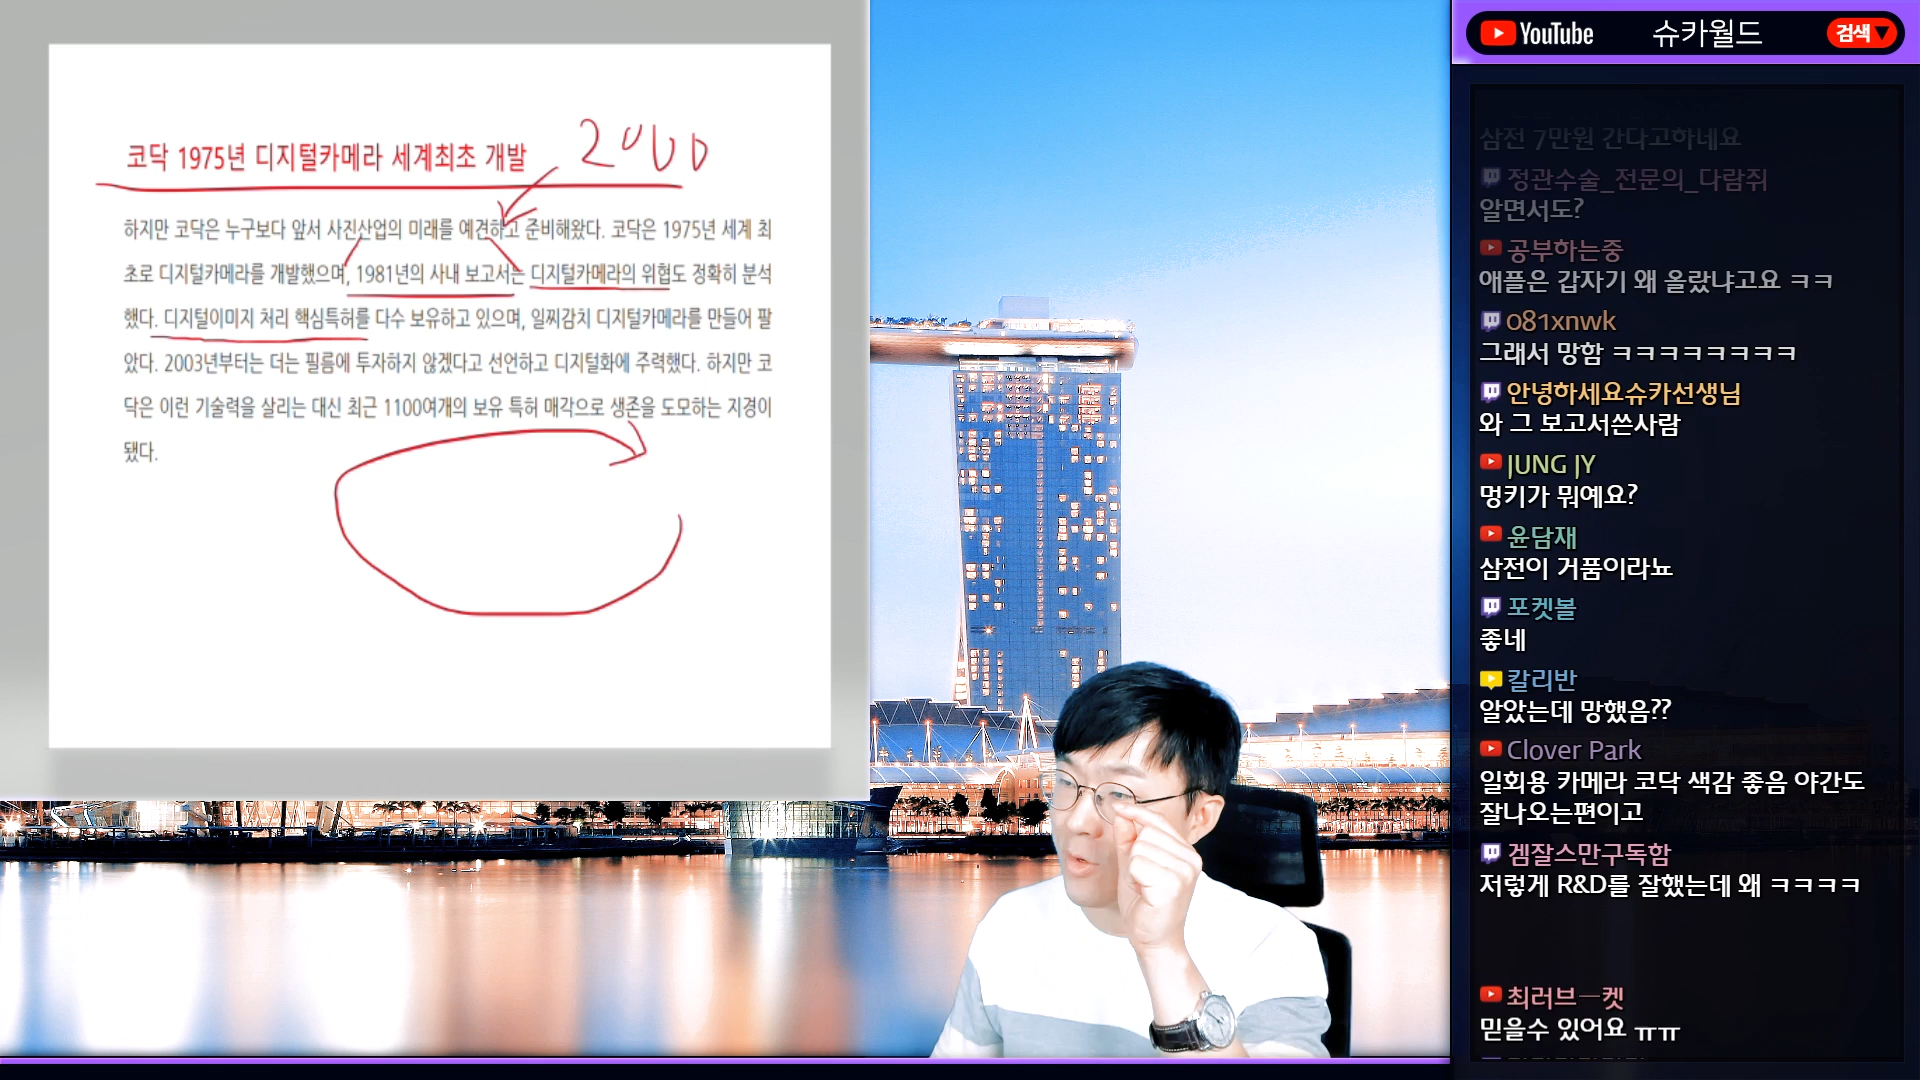 코닥 1975년 디지털카메라 세계최초 개발
2000
하지만 코닥은 누구보다 앞서 사진산업의 미래를 예견하고 준비해왔다. 코닥은 1975년 세계 최
초로 디지털카메라를 개발했으며, 1981년의 사내 보고서는 디지털카메라의 위협도 정확히 분석
했다. 디지털이미지 처리 핵심특허를 다수 보유하고 있으며, 일찌감치 디지털카메라를 만들어 팔
았다. 2003년부터는 더는 필름에 투자하지 않겠다고 선언하고 디지털화에 주력했다. 하지만 코
닥은 이런 기술력을 살리는 대신 최근 1100여개의 보유 특허 매각으로 생존을 도모하는 지경이
됐다.
YouTube 슈카월드 검색▼
삼전 7만원 간다고하네요
정관수술_전문의_다람쥐
알면서도?
공부하는중
애플은 갑자기 왜 올랐냐고요 ㅋㅋ
o81xnwk
그래서 망함 ㅋㅋㅋㅋㅋㅋㅋㅋ
안녕하세요슈카선생님
와 그 보고서쓴사람
JUNG JY
멍키가 뭐예요?
윤담재
삼전이 거품이라뇨
포켓볼
좋네
칼리반
알았는데 망했음??
Clover Park
일회용 카메라 코닥 색감 좋음 야간도
잘나오는편이고
겜잘스만구독함
저렇게 R&D를 잘했는데 왜 ㅋㅋㅋㅋ
최러브ㅡ켓
믿을수 있어요 ㅠㅠ